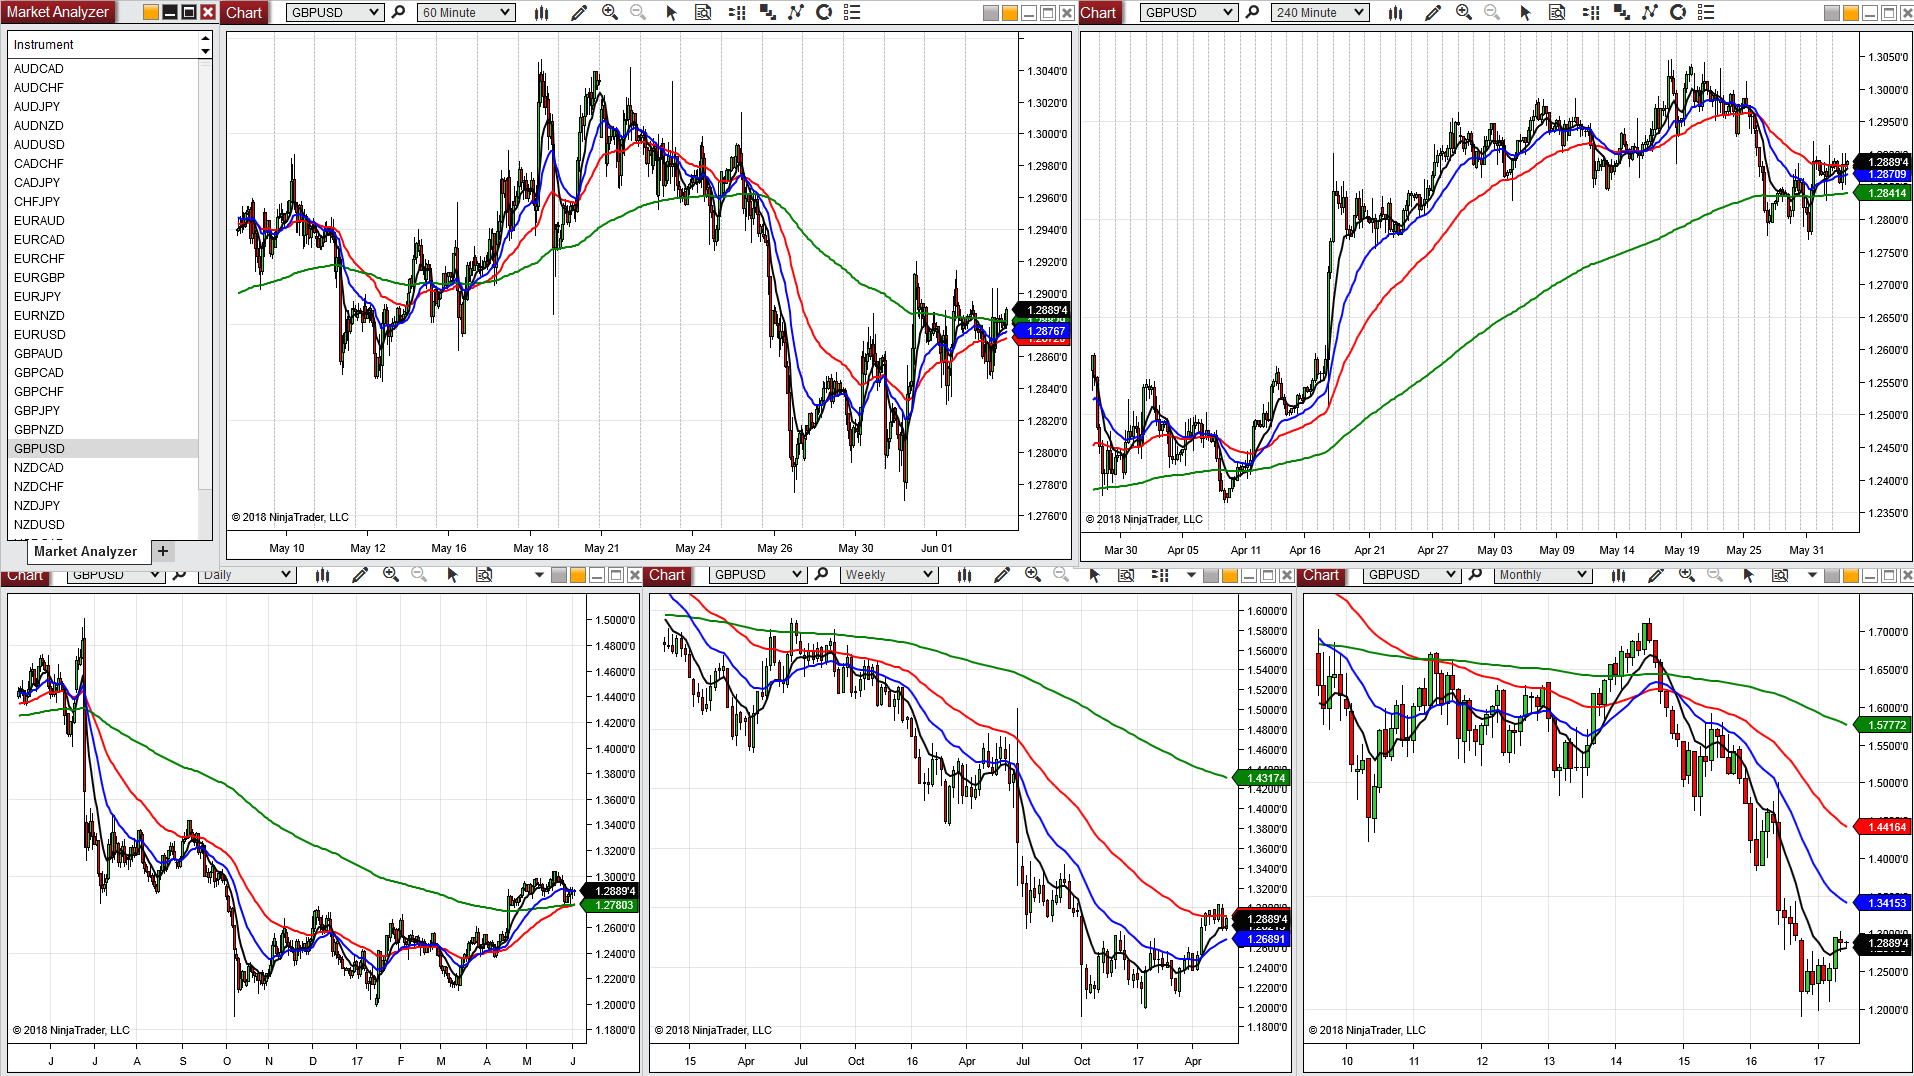 Market Analyzer
Instrument
AUDCAD
AUDCHF
AUDJPY
AUDNZD
AUDUSD
CADCHF
CADJPY
CHFJPY
EURAUD
EURCAD
EURCHF
EURGBP
EURJPY
EURNZD
EURUSD
GBPAUD
GBPCAD
GBPCHF
GBPJPY
GBPNZD
GBPUSD
NZDCAD
NZDCHF
NZDJPY
NZDUSD
Market Analyzer +
Chart GBPUSD 60 Minute
1.3040'0
1.3020'0
1.3000'0
1.2980'0
1.2960'0
1.2940'0
1.2920'0
1.2900'0
1.2889'4
1.28767
1.2860'0
1.2840'0
1.2820'0
1.2800'0
1.2780'0
1.2760'0
© 2018 NinjaTrader, LLC
May 10 May 12 May 16 May 18 May 21 May 24 May 26 May 30 Jun 01
Chart GBPUSD 240 Minute
1.3050'0
1.3000'0
1.2950'0
1.2889'4
1.28709
1.28414
1.2800'0
1.2750'0
1.2700'0
1.2650'0
1.2600'0
1.2550'0
1.2500'0
1.2450'0
1.2400'0
1.2350'0
© 2018 NinjaTrader, LLC
Mar 30 Apr 05 Apr 11 Apr 16 Apr 21 Apr 27 May 03 May 09 May 14 May 19 May 25 May 31
Chart GBPUSD Daily
1.5000'0
1.4800'0
1.4600'0
1.4400'0
1.4200'0
1.4000'0
1.3800'0
1.3600'0
1.3400'0
1.3200'0
1.3000'0
1.2889'4
1.27803
1.2600'0
1.2400'0
1.2200'0
1.2000'0
1.1800'0
© 2018 NinjaTrader, LLC
J J A S O N D 17 F M A M J
Chart GBPUSD Weekly
1.6000'0
1.5800'0
1.5600'0
1.5400'0
1.5200'0
1.5000'0
1.4800'0
1.4600'0
1.43174
1.4200'0
1.4000'0
1.3800'0
1.3600'0
1.3400'0
1.3200'0
1.2889'4
1.26891
1.2400'0
1.2200'0
1.2000'0
1.1800'0
© 2018 NinjaTrader, LLC
15 Apr Jul Oct 16 Apr Jul Oct 17 Apr
Chart GBPUSD Monthly
1.7000'0
1.6500'0
1.6000'0
1.57772
1.5500'0
1.5000'0
1.44164
1.4000'0
1.34153
1.2889'4
1.2500'0
1.2000'0
© 2018 NinjaTrader, LLC
10 11 12 13 14 15 16 17